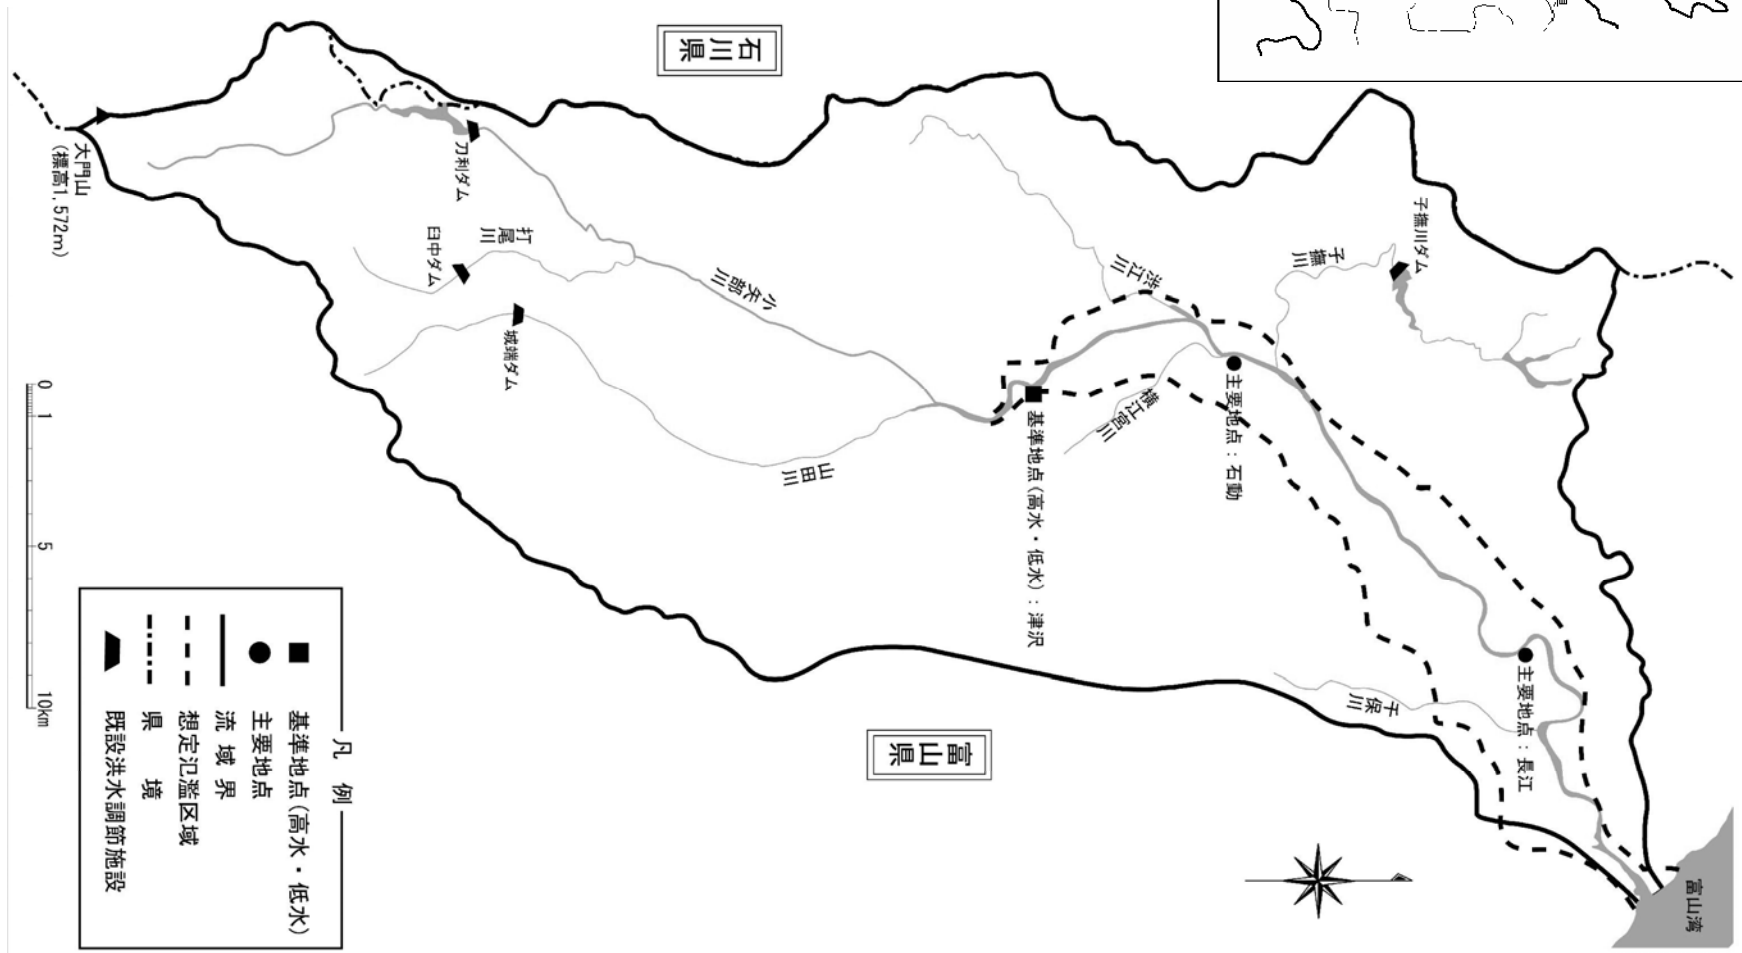 石川県
富山県
富山湾
大門山
(標高1,572m)
刀利ダム
臼中ダム
城端ダム
子撫川ダム
打尾川
小矢部川
山田川
渋江川
子撫川
横江宮川
千保川
基準地点(高水・低水):津沢
主要地点:石動
主要地点:長江
0
1
5
10km
凡 例
基準地点(高水・低水)
主要地点
流 域 界
想定氾濫区域
県 境
既設洪水調節施設